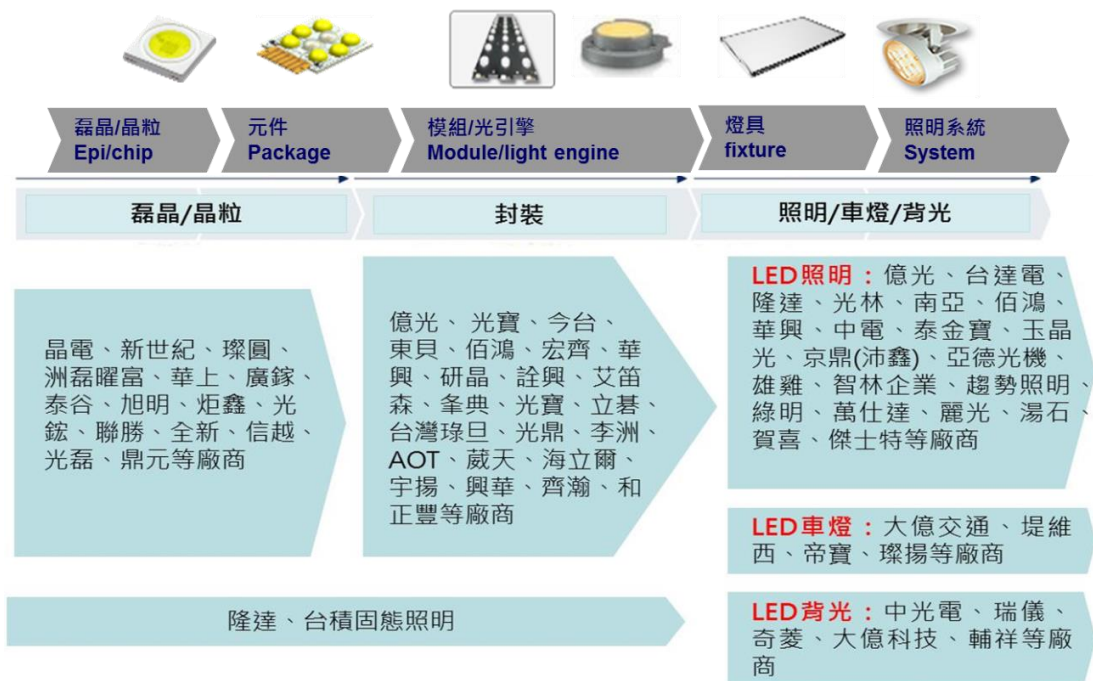 磊晶/晶粒
Epi/chip
元件
Package
模組/光引擎
Module/light engine
燈具
fixture
照明系統
System
磊晶/晶粒
封裝
照明/車燈/背光
晶電、新世紀、璨圓、
洲磊曜富、華上、廣鎵、
泰谷、旭明、炬鑫、光
鋐、聯勝、全新、信越、
光磊、鼎元等廠商
億光、光寶、今台、
東貝、佰鴻、宏齊、華
興、研晶、詮興、艾笛
森、夆典、光寶、立碁、
台灣琭旦、光鼎、李洲、
AOT、葳天、海立爾、
宇揚、興華、齊瀚、和
正豐等廠商
LED照明：億光、台達電、
隆達、光林、南亞、佰鴻、
華興、中電、泰金寶、玉晶
光、京鼎(沛鑫)、亞德光機、
雄雞、智林企業、趨勢照明、
綠明、萬仕達、麗光、湯石、
賀喜、傑士特等廠商
LED車燈：大億交通、堤維
西、帝寶、璨揚等廠商
隆達、台積固態照明
LED背光：中光電、瑞儀、
奇菱、大億科技、輔祥等廠
商